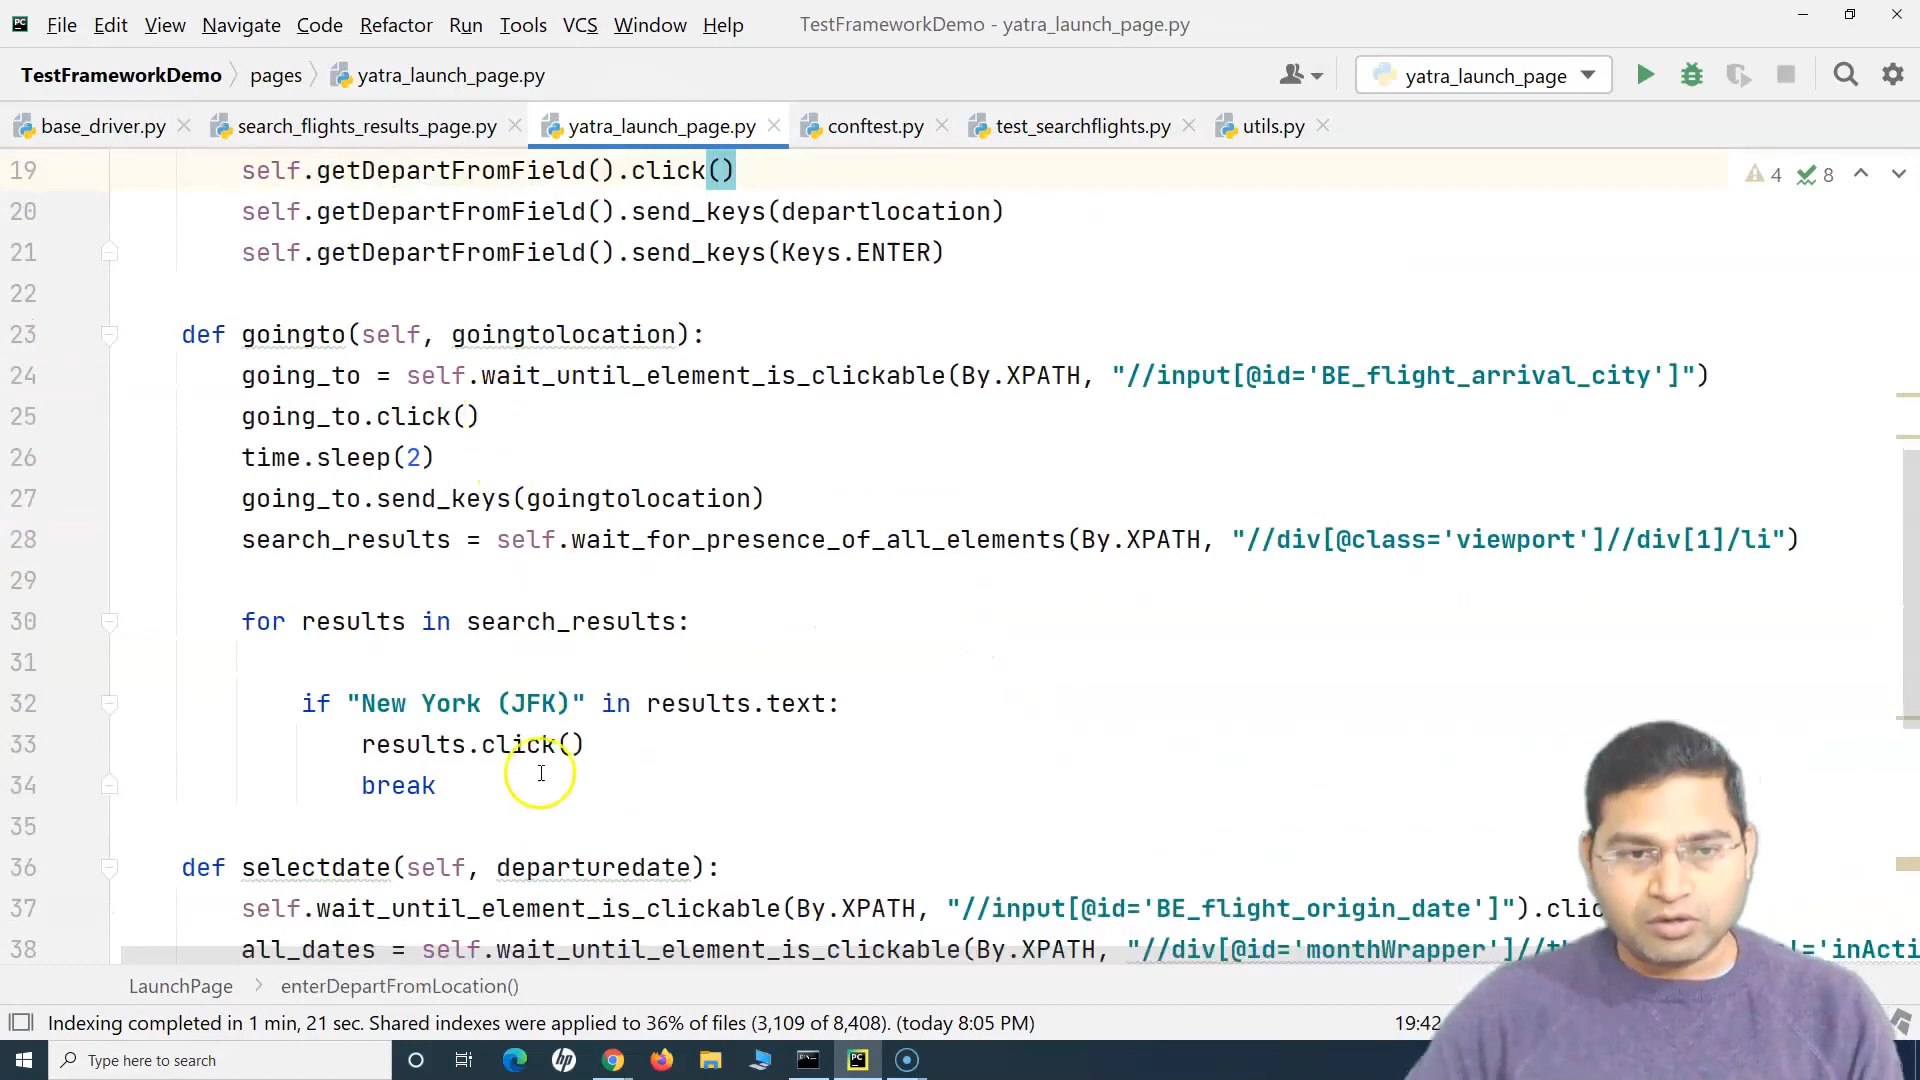 File Edit View Navigate Code Refactor Run Tools VCS Window Help TestFrameworkDemo - yatra_launch_page.py
TestFrameworkDemo pages yatra_launch_page.py yatra_launch_page
base_driver.py search_flights_results_page.py yatra_launch_page.py conftest.py test_searchflights.py utils.py
19 self.getDepartFromField().click() 4 8
20 self.getDepartFromField().send_keys(departlocation)
21 self.getDepartFromField().send_keys(Keys.ENTER)
22
23 def goingto(self, goingtolocation):
24 going_to = self.wait_until_element_is_clickable(By.XPATH, "//input[@id='BE_flight_arrival_city']")
25 going_to.click()
26 time.sleep(2)
27 going_to.send_keys(goingtolocation)
28 search_results = self.wait_for_presence_of_all_elements(By.XPATH, "//div[@class='viewport']//div[1]/li")
29
30 for results in search_results:
31
32 if "New York (JFK)" in results.text:
33 results.click()
34 break
35
36 def selectdate(self, departuredate):
37 self.wait_until_element_is_clickable(By.XPATH, "//input[@id='BE_flight_origin_date']").clic
38 all_dates = self.wait_until_element_is_clickable(By.XPATH, "//div[@id='monthWrapper']//t !='inActi
LaunchPage enterDepartFromLocation()
Indexing completed in 1 min, 21 sec. Shared indexes were applied to 36% of files (3,109 of 8,408). (today 8:05 PM) 19:42
Type here to search